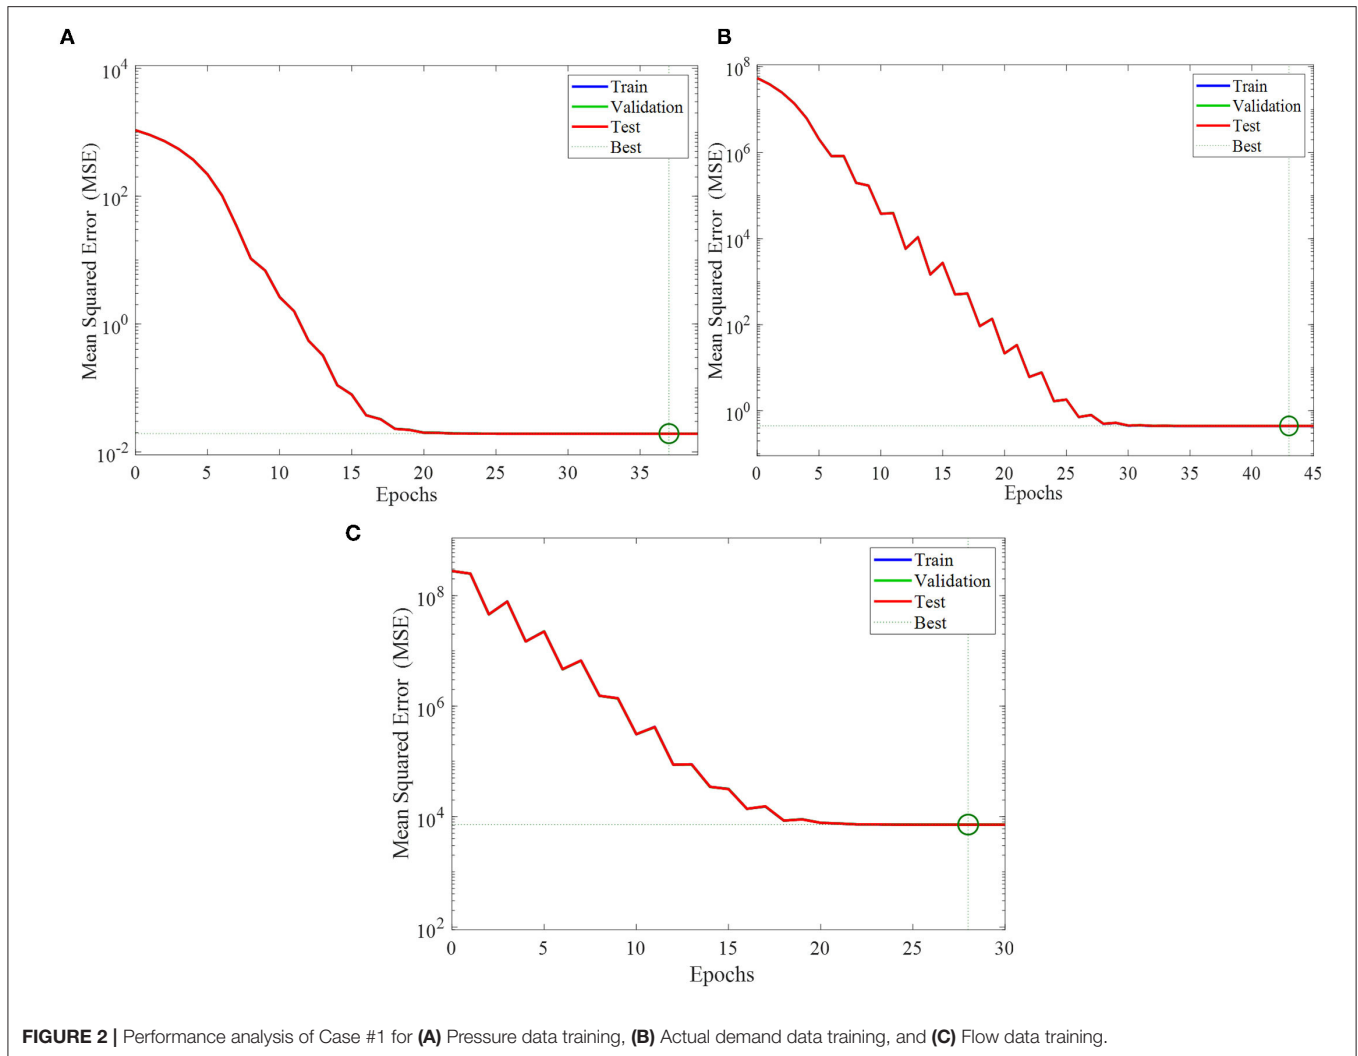 A
Mean Squared Error (MSE)
10^4
10^2
10^0
10^-2
Train
Validation
Test
Best
0 5 10 15 20 25 30 35
Epochs
B
Mean Squared Error (MSE)
10^8
10^6
10^4
10^2
10^0
Train
Validation
Test
Best
0 5 10 15 20 25 30 35 40 45
Epochs
C
Mean Squared Error (MSE)
10^8
10^6
10^4
10^2
Train
Validation
Test
Best
0 5 10 15 20 25 30
Epochs
FIGURE 2 | Performance analysis of Case #1 for (A) Pressure data training, (B) Actual demand data training, and (C) Flow data training.